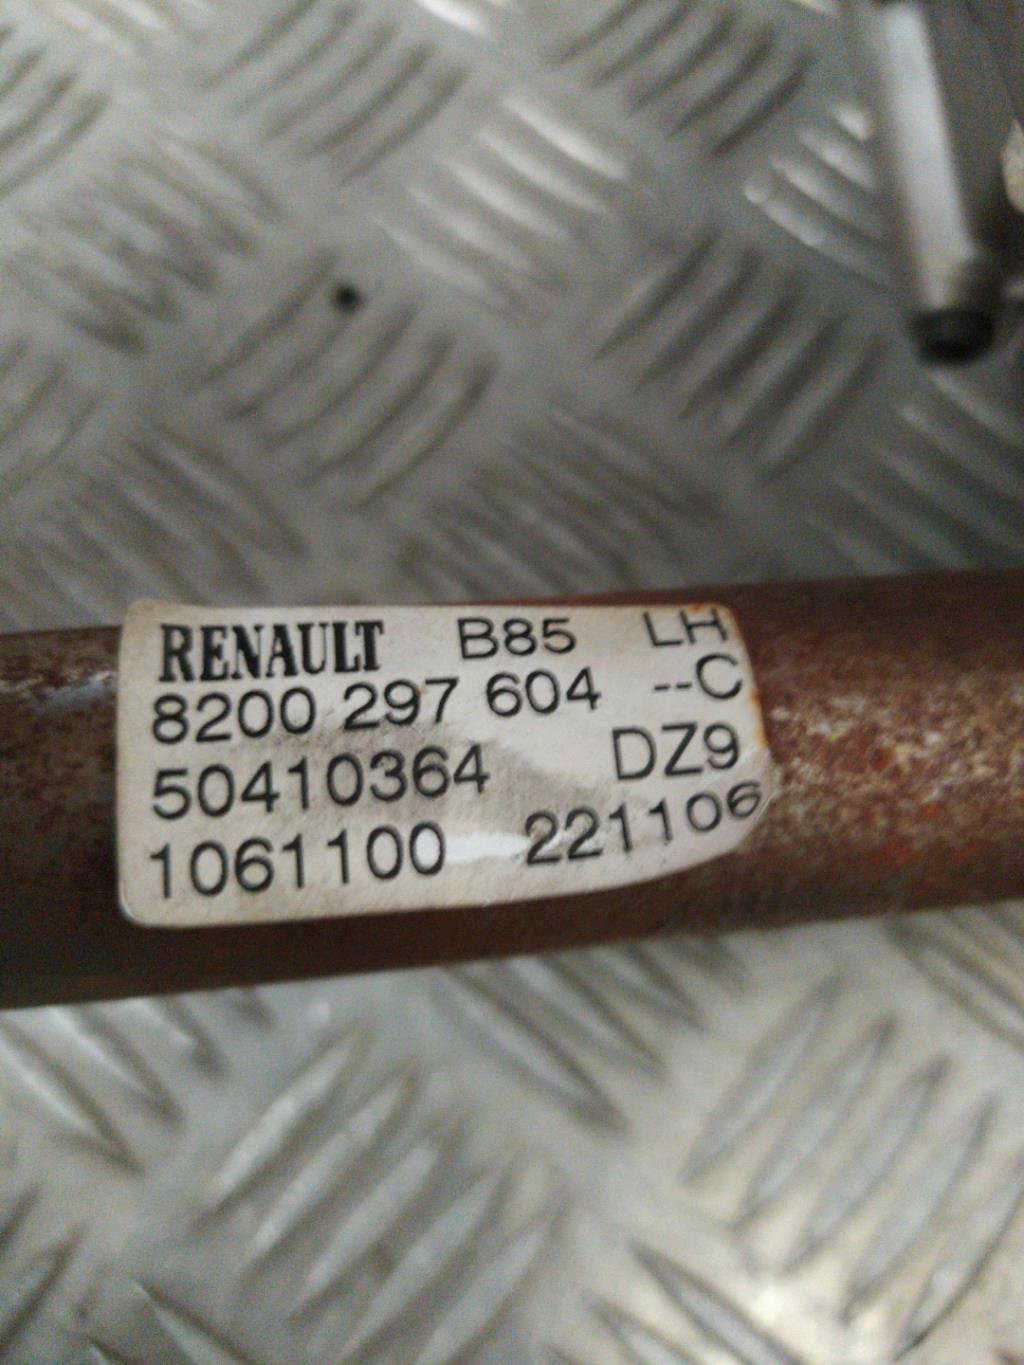 RENAULT B85 LH
8200 297 604 --C
50410364 DZ9
1061100 221106